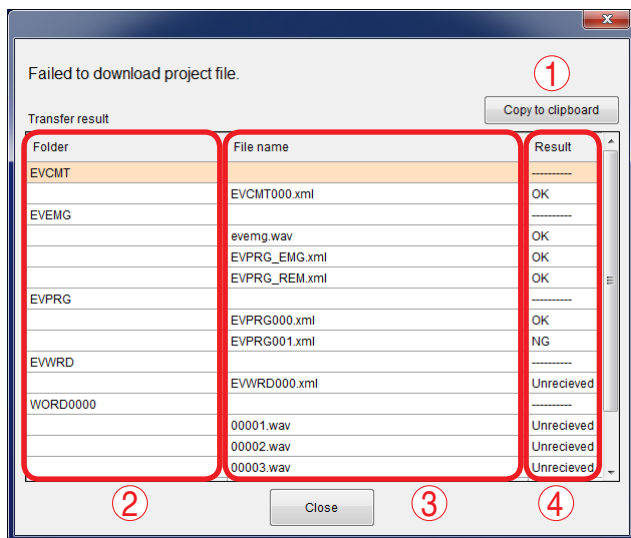 Failed to download project file.
①
Copy to clipboard
Transfer result
Folder File name Result
EVCMT ----------
EVCMT000.xml OK
EVEMG ----------
evemg.wav OK
EVPRG_EMG.xml OK
EVPRG_REM.xml OK
EVPRG ----------
EVPRG000.xml OK
EVPRG001.xml NG
EVWRD ----------
EVWRD000.xml Unrecieved
WORD0000 ----------
00001.wav Unrecieved
00002.wav Unrecieved
00003.wav Unrecieved
② Close ③ ④